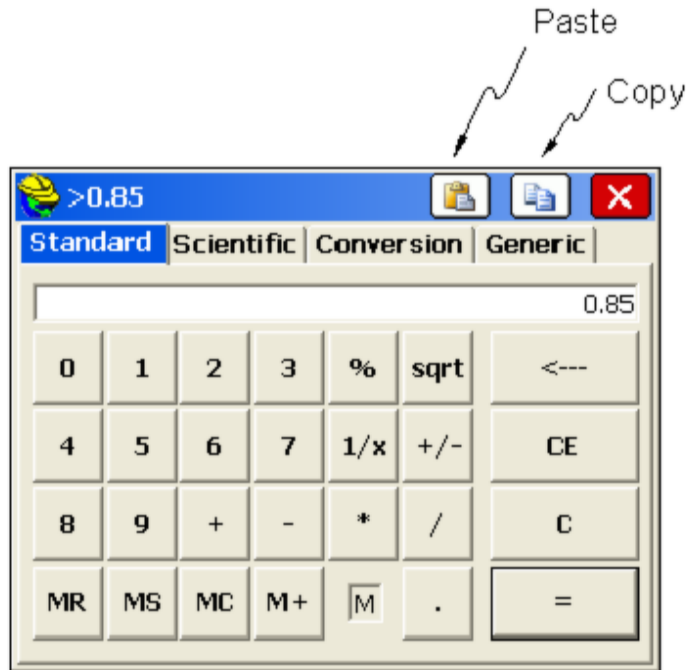 Paste
Copy
>0.85
Standard Scientific Conversion Generic
0.85
0 1 2 3 % sqrt <---
4 5 6 7 1/x +/- CE
8 9 + - * / C
MR MS MC M+ M . =